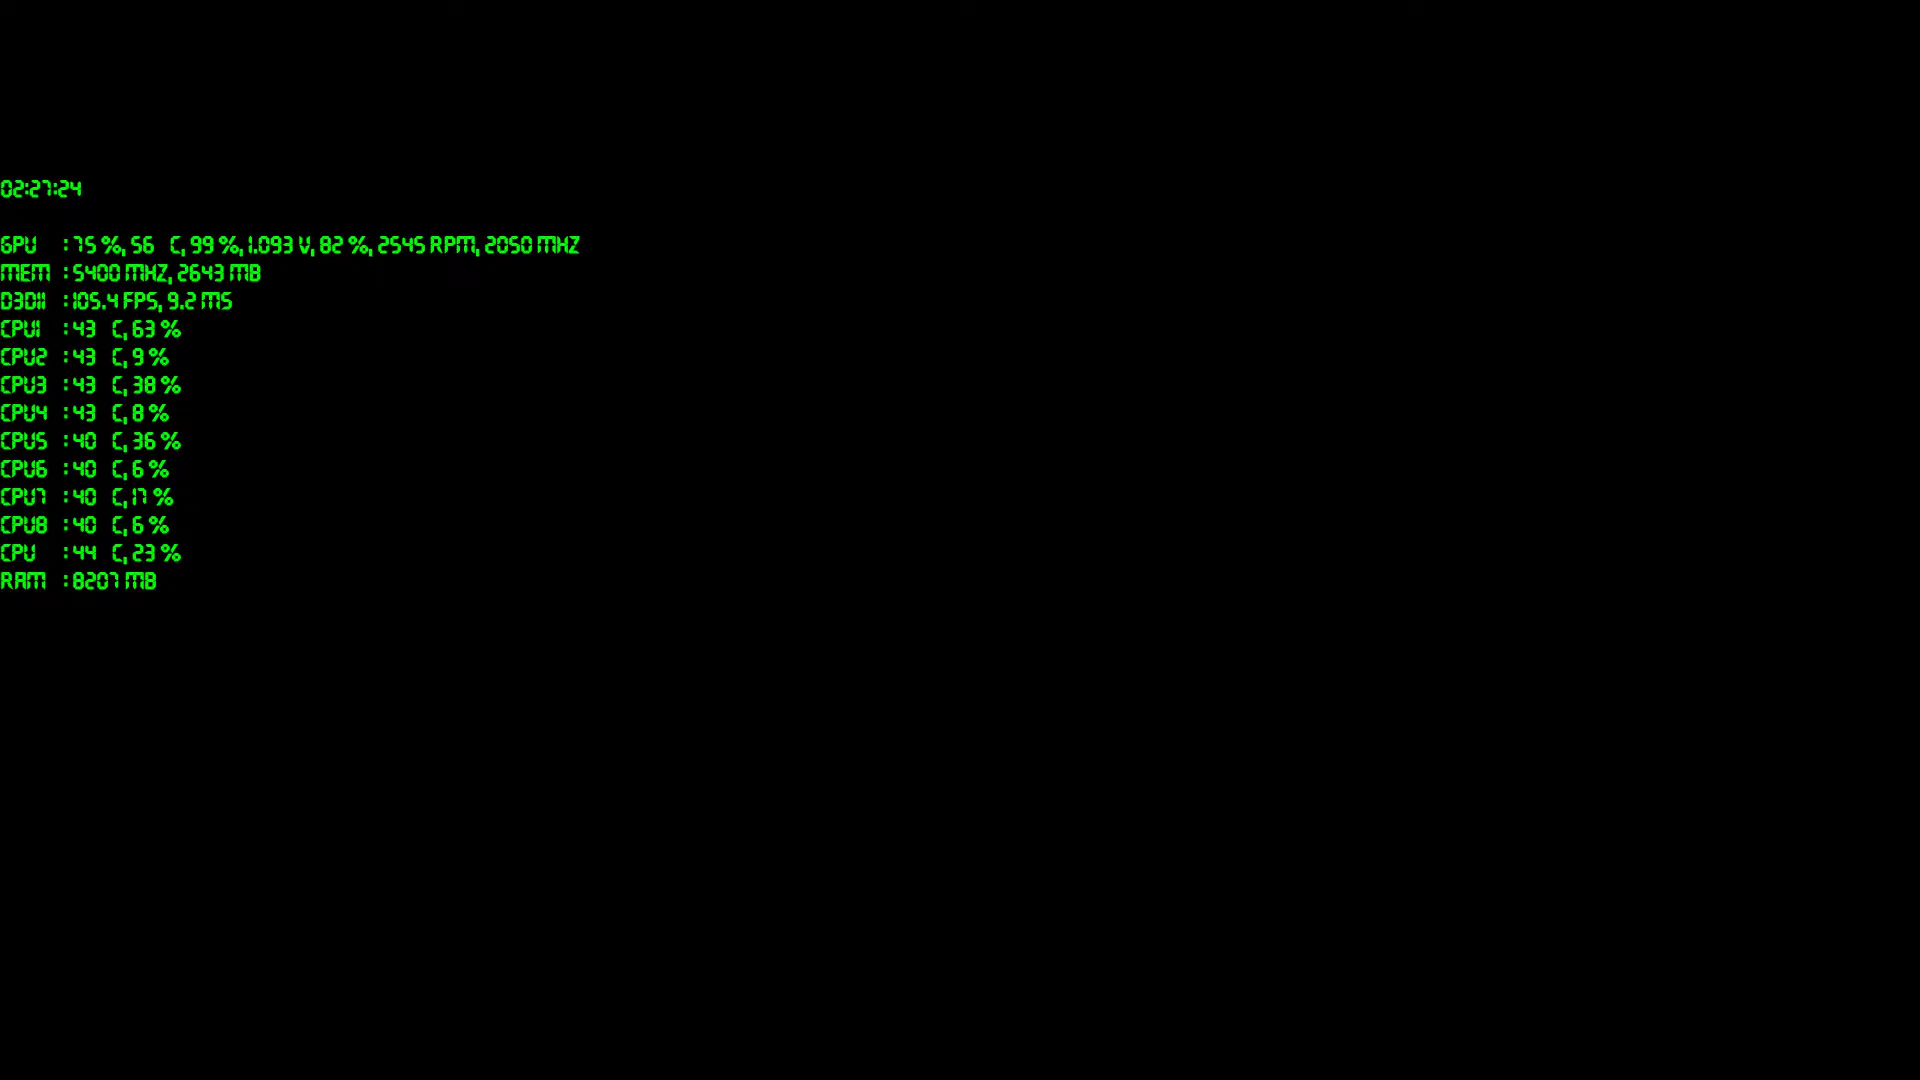 02:27:24
GPU : 75 %, 56 C, 99 %, 1.093 V, 82 %, 2545 RPM, 2050 MHZ
MEM : 5400 MHZ, 2643 MB
D3D11 : 105.4 FPS, 9.2 MS
CPU1 : 43 C, 63 %
CPU2 : 43 C, 9 %
CPU3 : 43 C, 38 %
CPU4 : 43 C, 8 %
CPU5 : 40 C, 36 %
CPU6 : 40 C, 6 %
CPU7 : 40 C, 17 %
CPU8 : 40 C, 6 %
CPU : 44 C, 23 %
RAM : 8207 MB